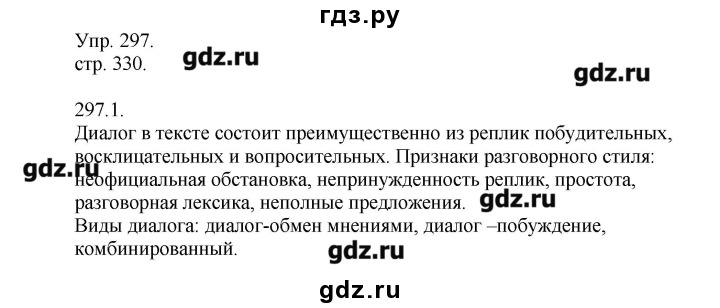 гдз.ру
Упр. 297.
стр. 330.
gdz.ru
gdz.ru
297.1.
Диалог в тексте состоит преимущественно из реплик побудительных,
восклицательных и вопросительных. Признаки разговорного стиля:
gdz.ru
неофициальная обстановка, непринужденность реплик, простота,
разговорная лексика, неполные предложения.
gdz.ru
Виды диалога: диалог-обмен мнениями, диалог –побуждение,
комбинированный.
gdz.ru
gdz.ru